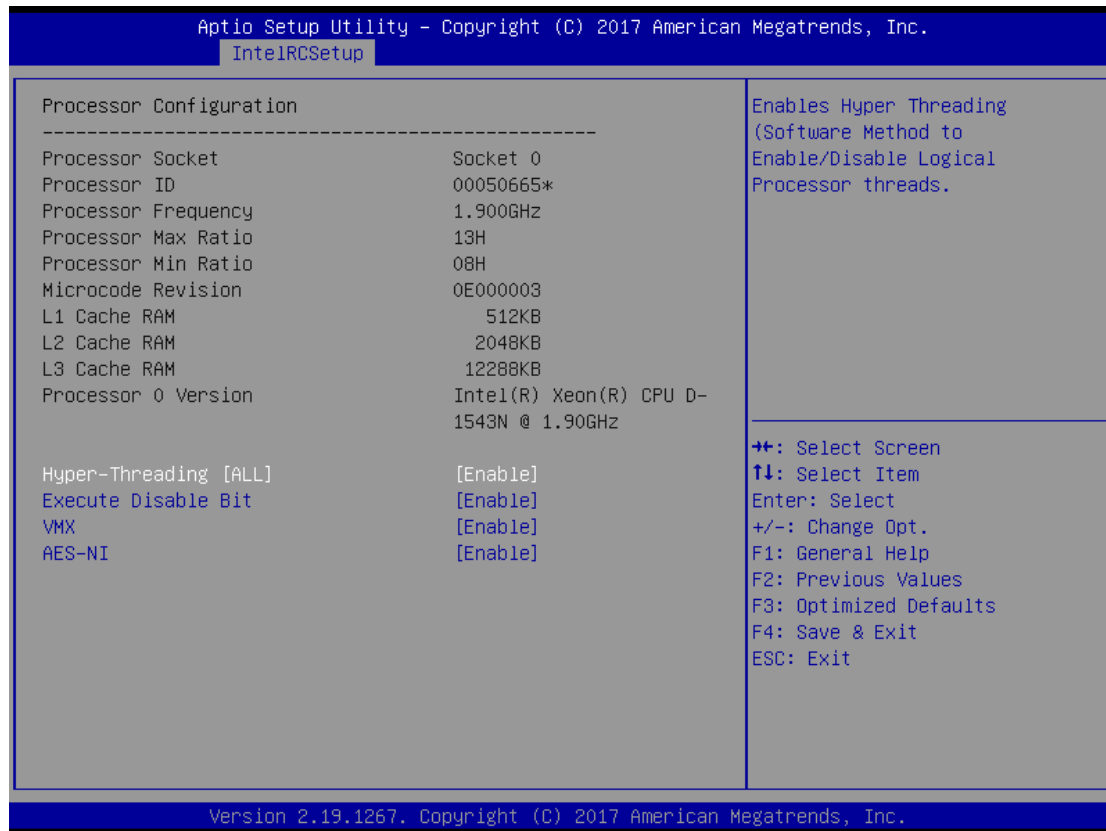 Aptio Setup Utility – Copyright (C) 2017 American Megatrends, Inc.
IntelRCSetup
Processor Configuration
--------------------------------------------------
Processor Socket Socket 0
Processor ID 00050665*
Processor Frequency 1.900GHz
Processor Max Ratio 13H
Processor Min Ratio 08H
Microcode Revision 0E000003
L1 Cache RAM 512KB
L2 Cache RAM 2048KB
L3 Cache RAM 12288KB
Processor 0 Version Intel(R) Xeon(R) CPU D-
1543N @ 1.90GHz
Hyper-Threading [ALL] [Enable]
Execute Disable Bit [Enable]
VMX [Enable]
AES-NI [Enable]
Enables Hyper Threading
(Software Method to
Enable/Disable Logical
Processor threads.
→←: Select Screen
↑↓: Select Item
Enter: Select
+/-: Change Opt.
F1: General Help
F2: Previous Values
F3: Optimized Defaults
F4: Save & Exit
ESC: Exit
Version 2.19.1267. Copyright (C) 2017 American Megatrends, Inc.